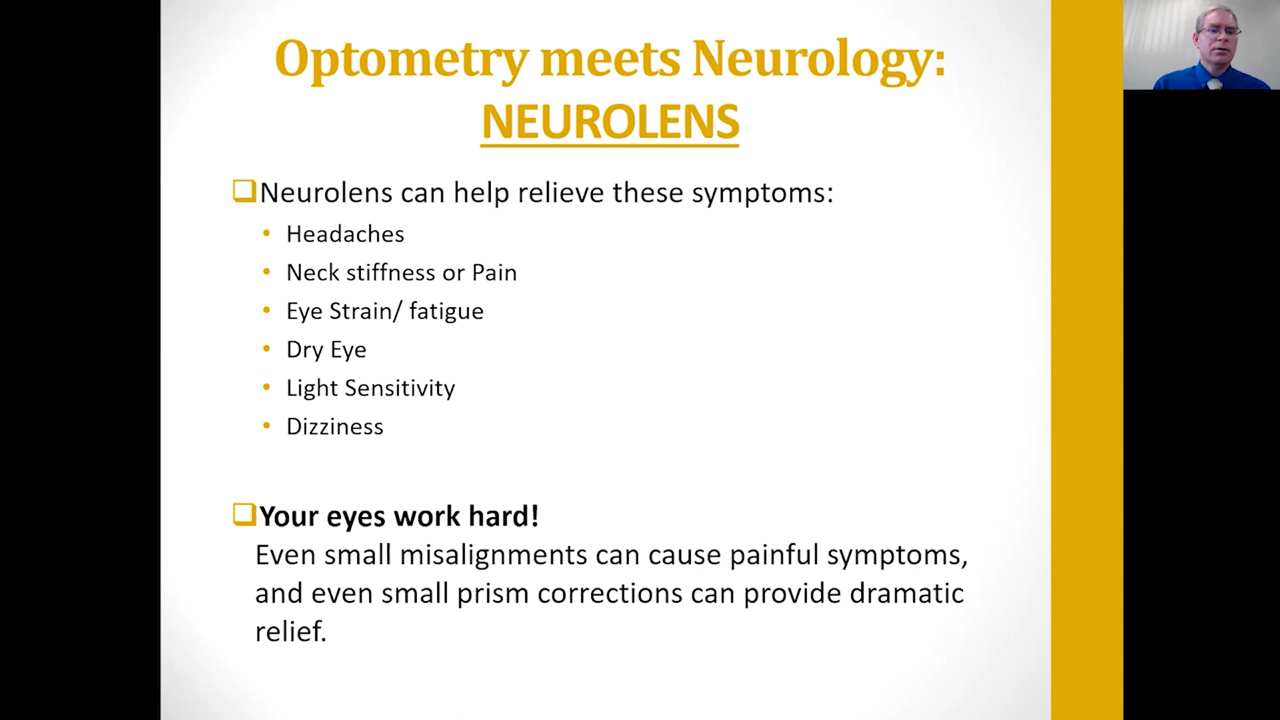 Optometry meets Neurology:
NEUROLENS
Neurolens can help relieve these symptoms:
• Headaches
• Neck stiffness or Pain
• Eye Strain/ fatigue
• Dry Eye
• Light Sensitivity
• Dizziness
Your eyes work hard!
Even small misalignments can cause painful symptoms,
and even small prism corrections can provide dramatic
relief.